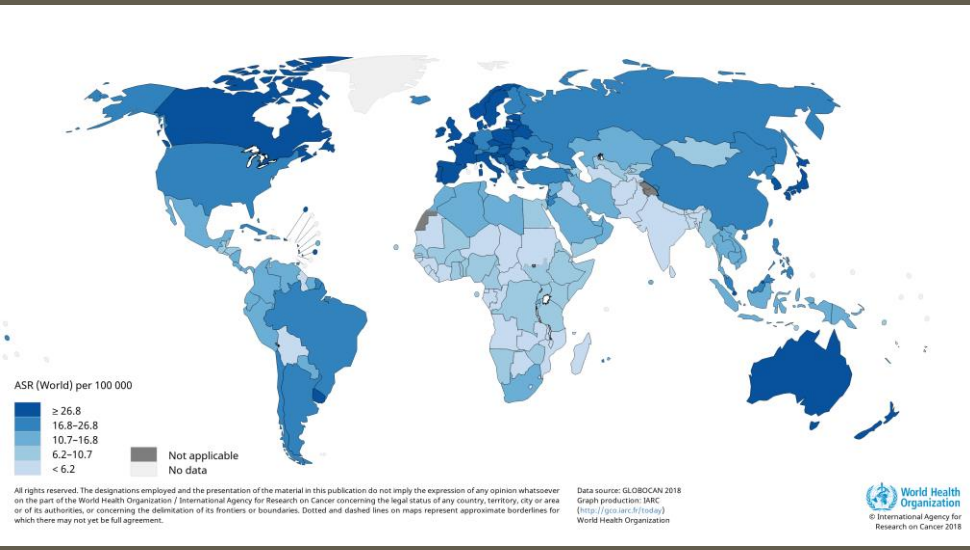 ASR (World) per 100 000
≥ 26.8
16.8–26.8
10.7–16.8
6.2–10.7
< 6.2
Not applicable
No data
All rights reserved. The designations employed and the presentation of the material in this publication do not imply the expression of any opinion whatsoever
on the part of the World Health Organization / International Agency for Research on Cancer concerning the legal status of any country, territory, city or area
or of its authorities, or concerning the delimitation of its frontiers or boundaries. Dotted and dashed lines on maps represent approximate borderlines for
which there may not yet be full agreement.
Data source: GLOBOCAN 2018
Graph production: IARC
(http://gco.iarc.fr/today)
World Health Organization
World Health
Organization
© International Agency for
Research on Cancer 2018